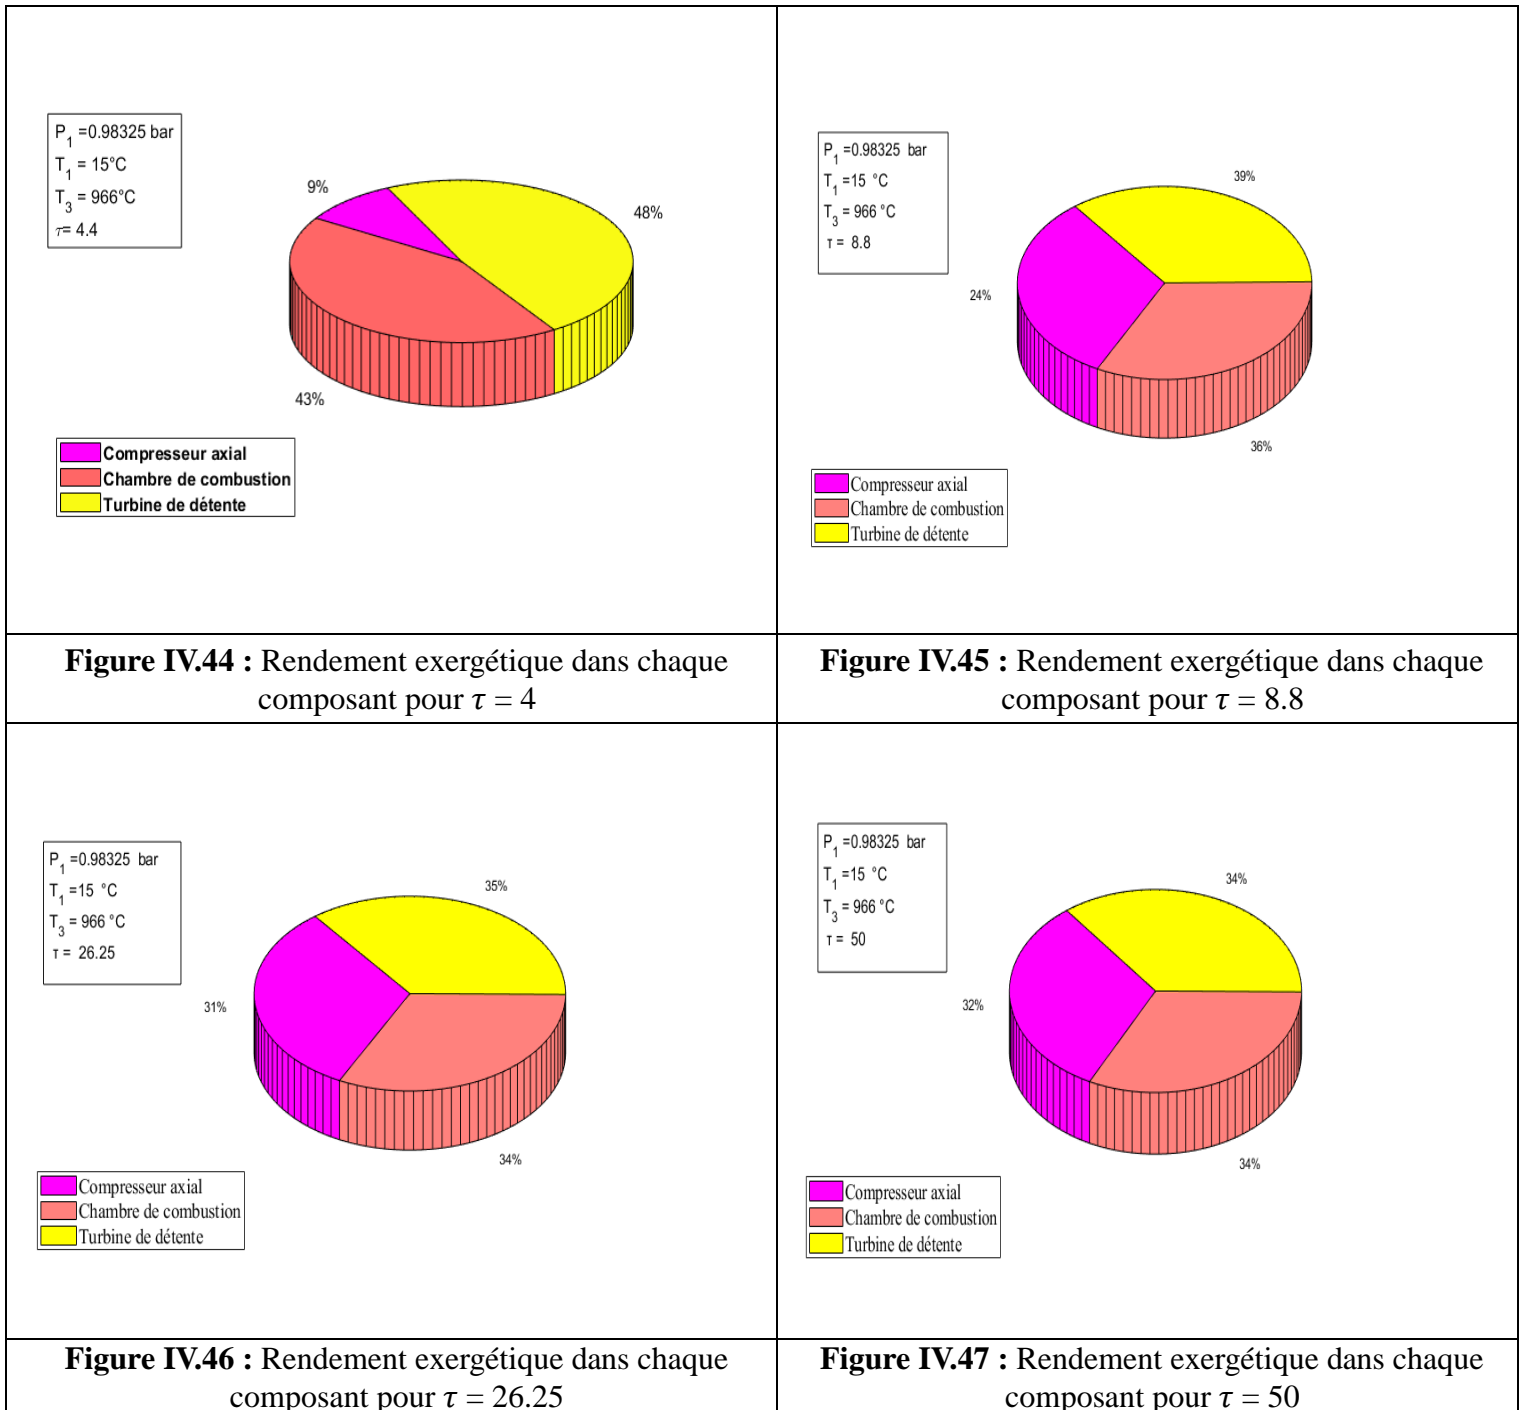 P1 =0.98325 bar
T1 = 15°C
T3 = 966°C
τ= 4.4
9%
48%
43%
Compresseur axial
Chambre de combustion
Turbine de détente
P1 =0.98325 bar
T1 =15 °C
T3 = 966 °C
τ = 8.8
39%
24%
36%
Compresseur axial
Chambre de combustion
Turbine de détente
Figure IV.44 : Rendement exergétique dans chaque
composant pour τ = 4
Figure IV.45 : Rendement exergétique dans chaque
composant pour τ = 8.8
P1 =0.98325 bar
T1 =15 °C
T3 = 966 °C
τ = 26.25
35%
31%
34%
Compresseur axial
Chambre de combustion
Turbine de détente
P1 =0.98325 bar
T1 =15 °C
T3 = 966 °C
τ = 50
34%
32%
34%
Compresseur axial
Chambre de combustion
Turbine de détente
Figure IV.46 : Rendement exergétique dans chaque
composant pour τ = 26.25
Figure IV.47 : Rendement exergétique dans chaque
composant pour τ = 50